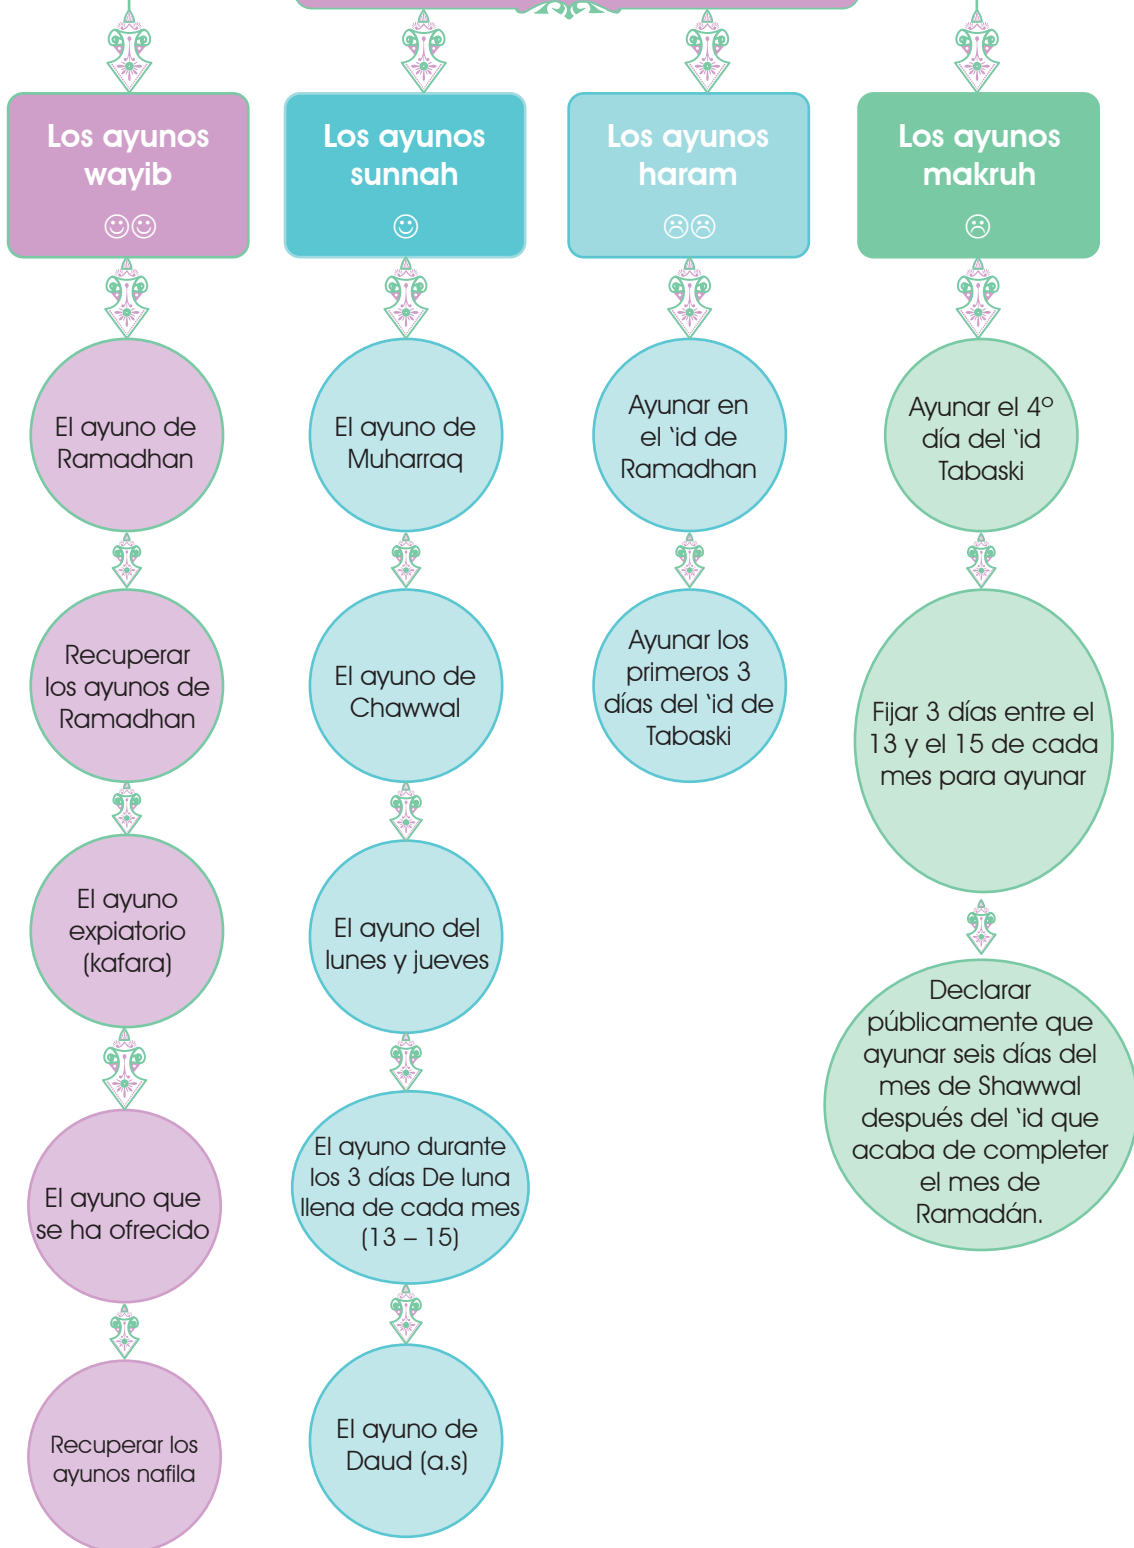 Los ayunos
wayib
☺☺
El ayuno de
Ramadhan
Recuperar
los ayunos de
Ramadhan
El ayuno
expiatorio
(kafara)
El ayuno que
se ha ofrecido
Recuperar los
ayunos nafila
Los ayunos
sunnah
☺
El ayuno de
Muharraq
El ayuno de
Chawwal
El ayuno del
lunes y jueves
El ayuno durante
los 3 días De luna
llena de cada mes
(13 – 15)
El ayuno de
Daud (a.s)
Los ayunos
haram
☹☹
Ayunar en
el ‘id de
Ramadhan
Ayunar los
primeros 3
días del ‘id de
Tabaski
Los ayunos
makruh
☹
Ayunar el 4º
día del ‘id
Tabaski
Fijar 3 días entre el
13 y el 15 de cada
mes para ayunar
Declarar
públicamente que
ayunar seis días del
mes de Shawwal
después del ‘id que
acaba de completer
el mes de
Ramadán.